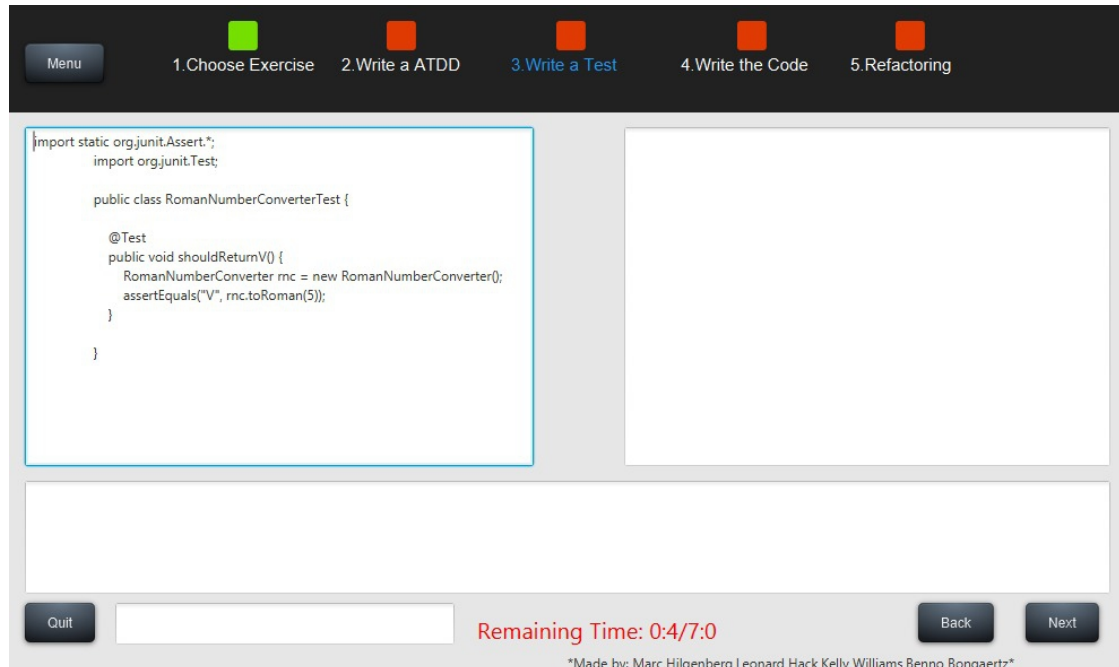 Menu
1.Choose Exercise
2.Write a ATDD
3.Write a Test
4.Write the Code
5.Refactoring
import static org.junit.Assert.*;
import org.junit.Test;
public class RomanNumberConverterTest {
@Test
public void shouldReturnV() {
RomanNumberConverter rnc = new RomanNumberConverter();
assertEquals("V", rnc.toRoman(5));
}
}
Quit
Remaining Time: 0:4/7:0
Back
Next
*Made by: Marc Hilgenberg Leonard Hack Kelly Williams Benno Bongaertz*